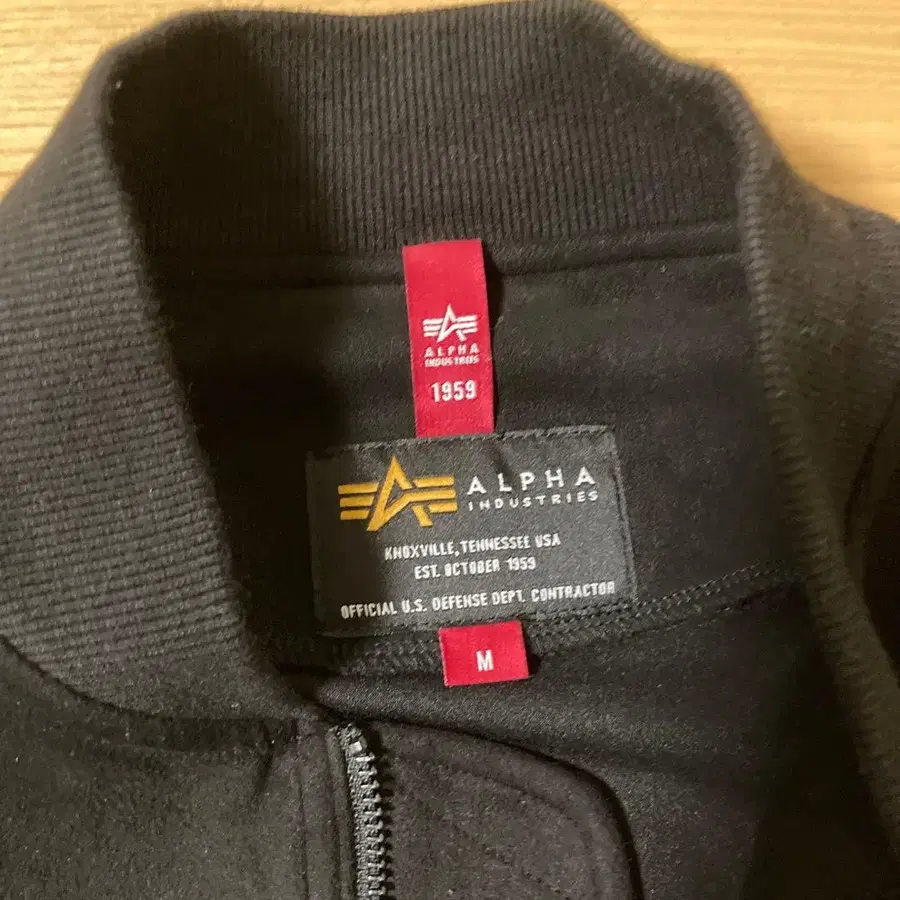 ALPHA
INDUSTRIES
1959
ALPHA
INDUSTRIES
KNOXVILLE, TENNESSEE USA
EST. OCTOBER 1959
OFFICIAL U.S. DEFENSE DEPT. CONTRACTOR
M